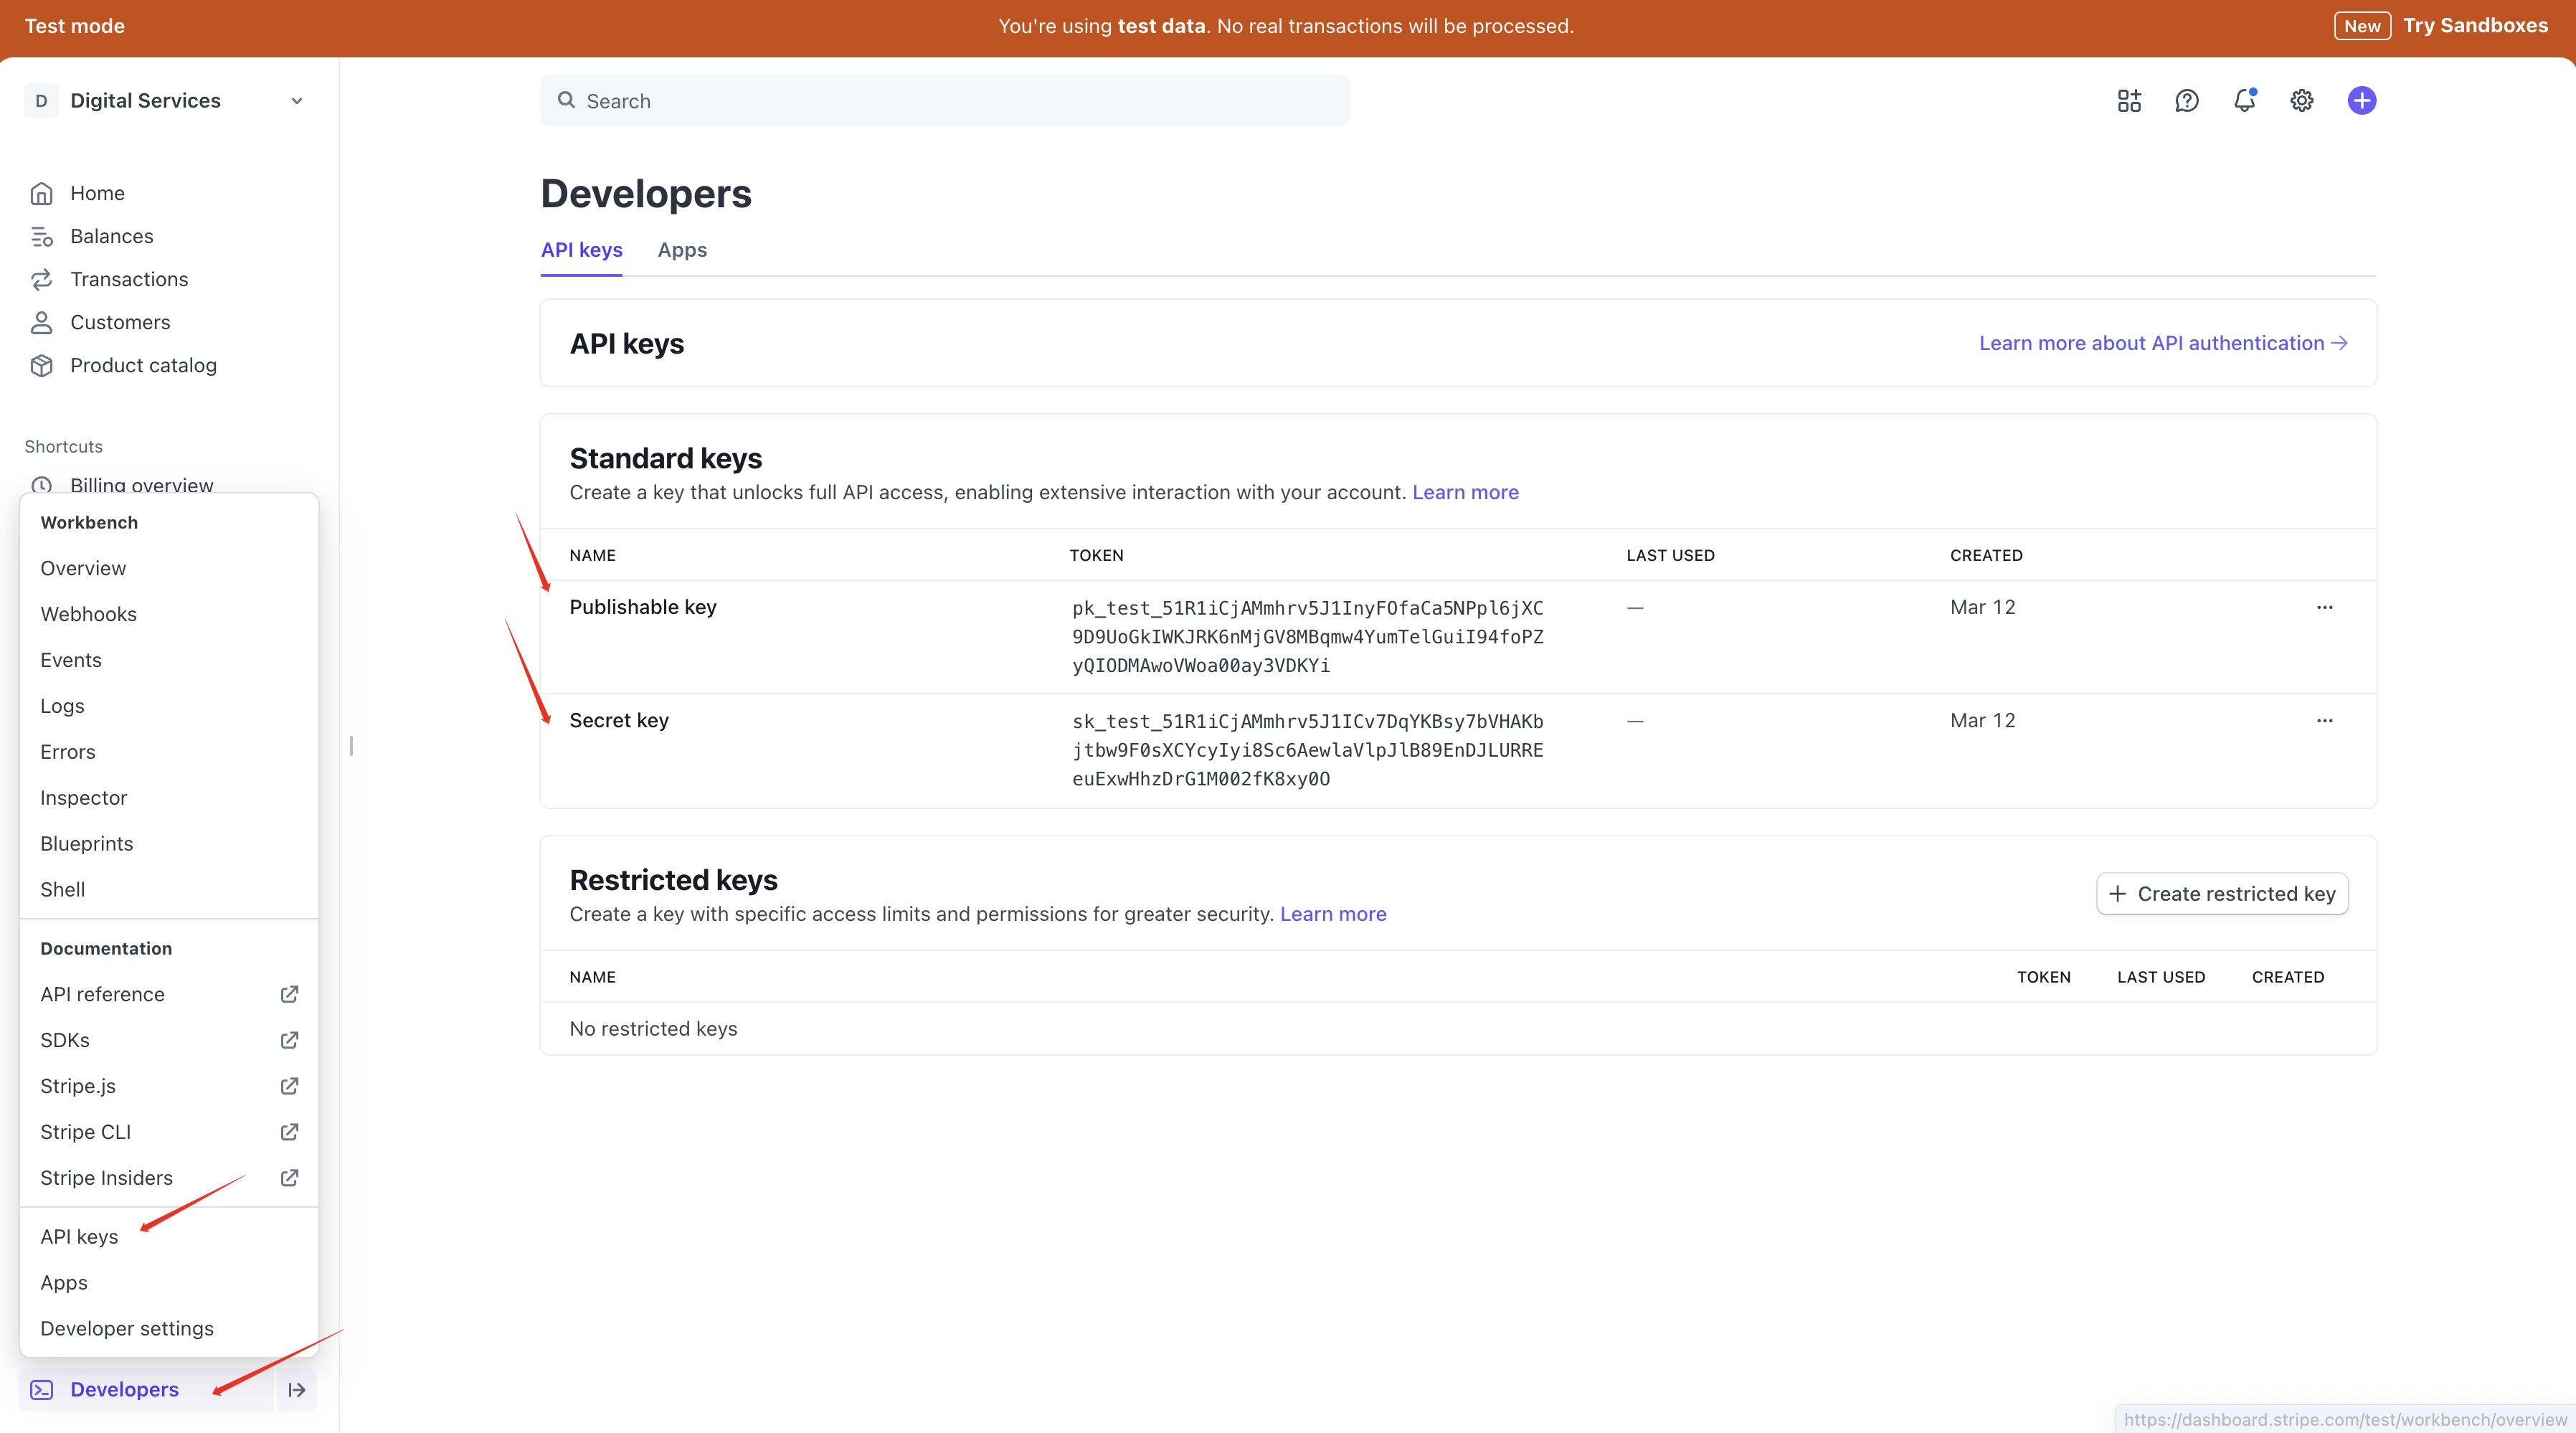 Test mode
You're using test data. No real transactions will be processed.
New Try Sandboxes
D Digital Services
Search
Home
Balances
Transactions
Customers
Product catalog
Shortcuts
Billing overview
Workbench
Overview
Webhooks
Events
Logs
Errors
Inspector
Blueprints
Shell
Documentation
API reference
SDKs
Stripe.js
Stripe CLI
Stripe Insiders
API keys
Apps
Developer settings
Developers
Developers
API keys Apps
API keys
Learn more about API authentication →
Standard keys
Create a key that unlocks full API access, enabling extensive interaction with your account. Learn more
NAME TOKEN LAST USED CREATED
Publishable key pk_test_51R1iCjAMmhrv5J1InyFOfaCa5NPpl6jXC — Mar 12 ...
9D9UoGkIWKJRK6nMjGV8MBqmw4YumTelGuiI94foPZ
yQIODMAwoVWoa00ay3VDKYi
Secret key sk_test_51R1iCjAMmhrv5J1ICv7DqYKBsy7bVHAKb — Mar 12 ...
jtbw9F0sXCYcyIyi8Sc6AewlaVlpJlB89EnDJLURRE
euExwHhzDrG1M002fK8xy0O
Restricted keys
Create a key with specific access limits and permissions for greater security. Learn more
+ Create restricted key
NAME TOKEN LAST USED CREATED
No restricted keys
https://dashboard.stripe.com/test/workbench/overview